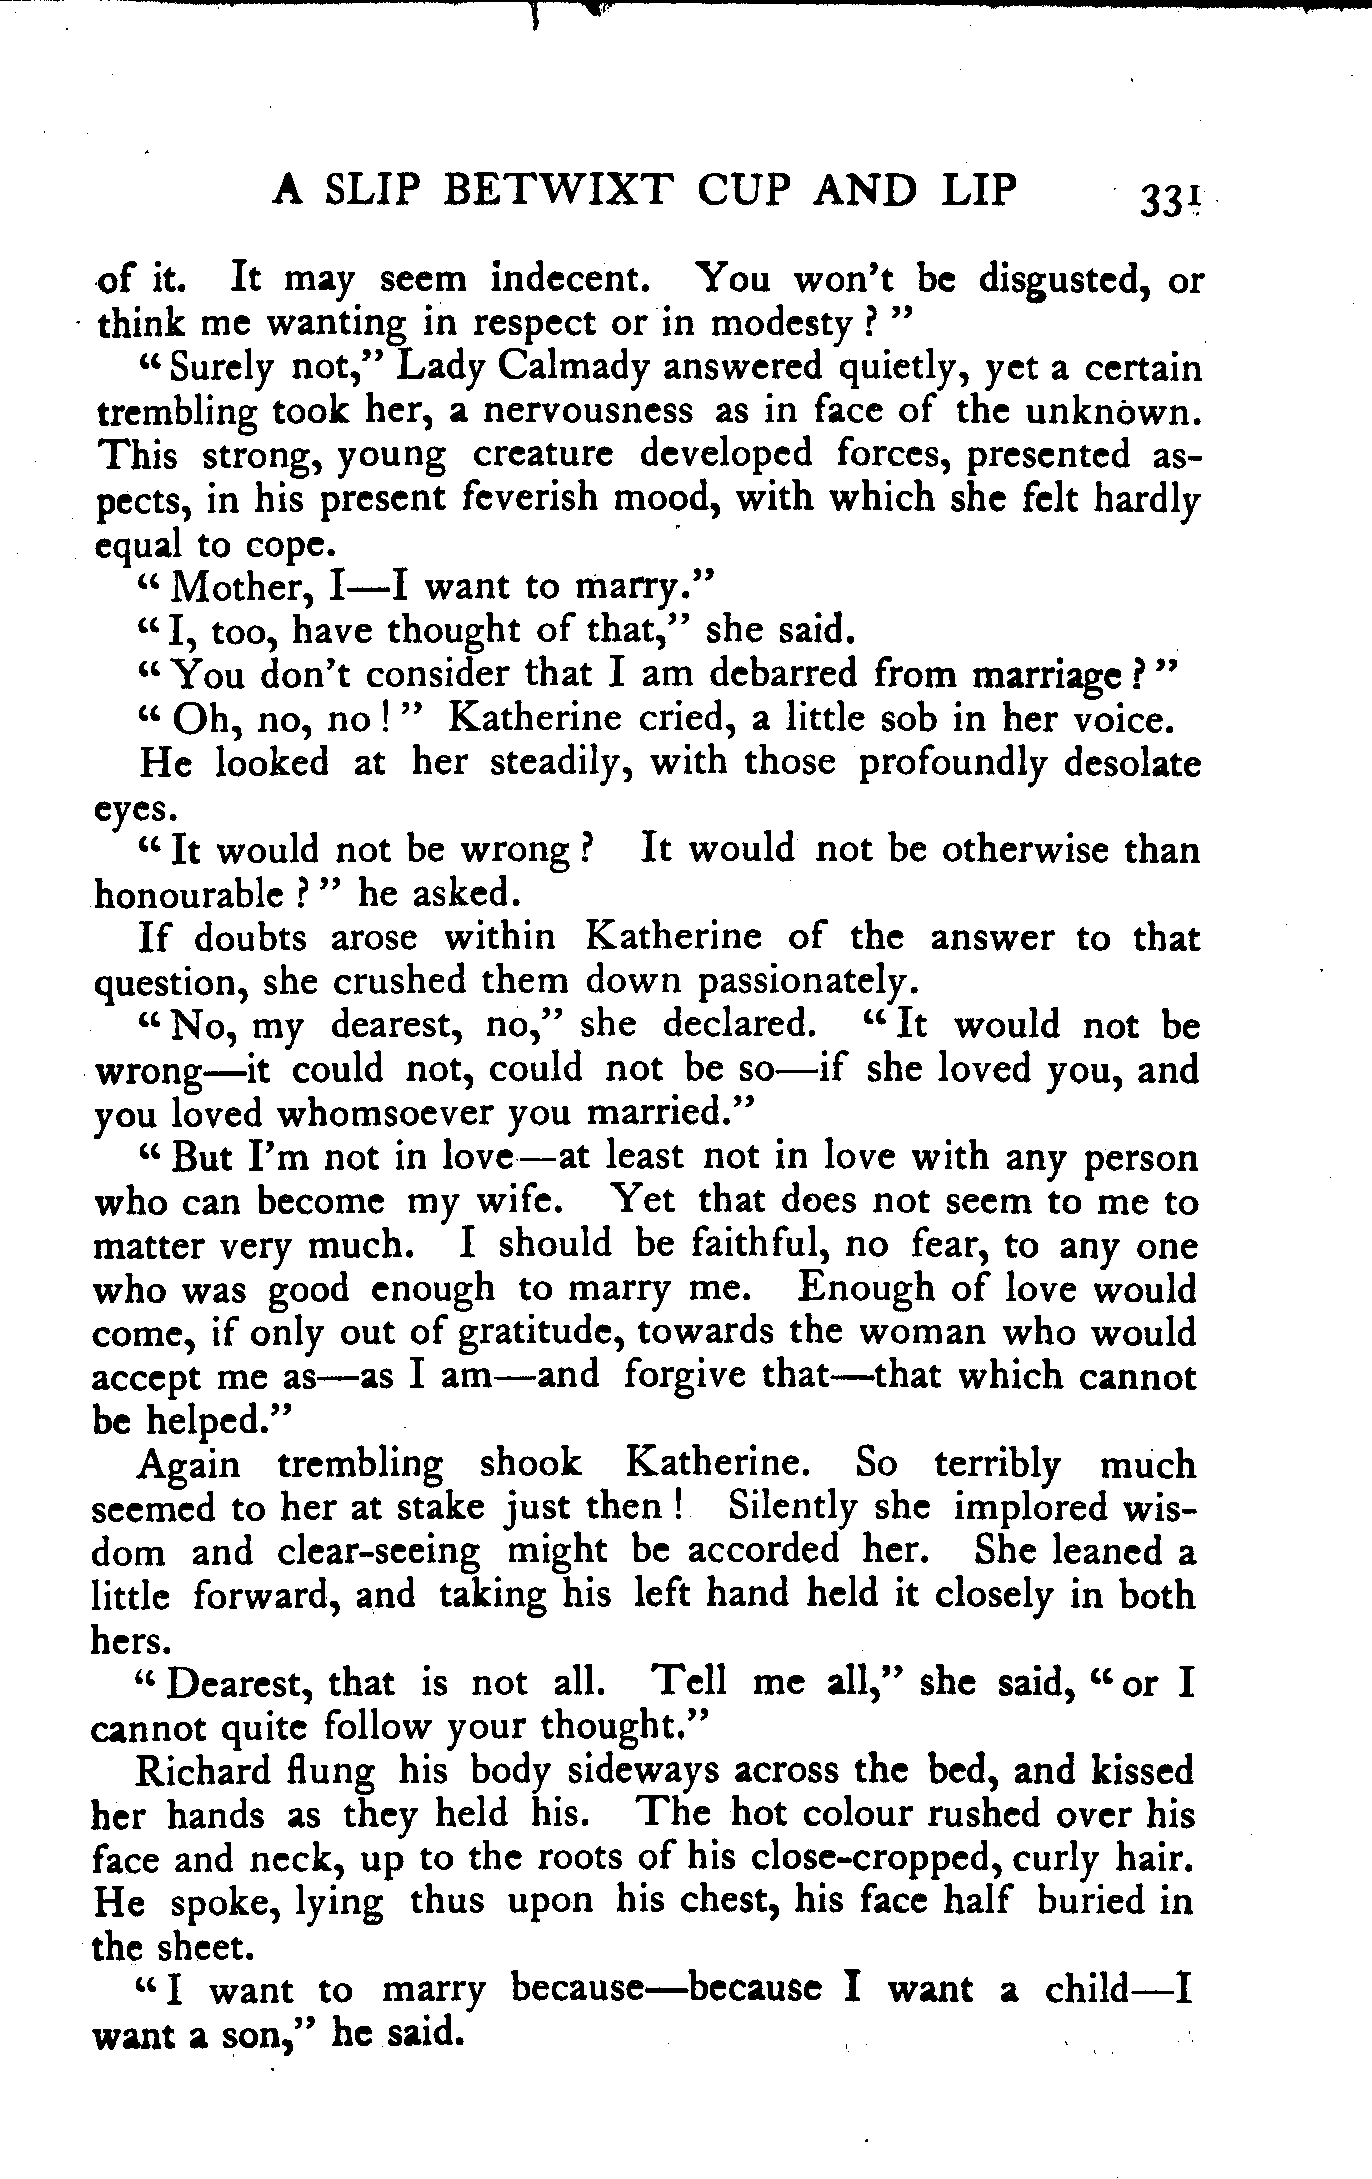 A SLIP BETWIXT CUP AND LIP 331
of it. It may seem indecent. You won't be disgusted, or
think me wanting in respect or in modesty ? "
" Surely not," Lady Calmady answered quietly, yet a certain
trembling took her, a nervousness as in face of the unknown.
This strong, young creature developed forces, presented as-
pects, in his present feverish mood, with which she felt hardly
equal to cope.
" Mother, I—I want to marry."
" I, too, have thought of that," she said.
" You don't consider that I am debarred from marriage ? "
" Oh, no, no ! " Katherine cried, a little sob in her voice.
He looked at her steadily, with those profoundly desolate
eyes.
" It would not be wrong ? It would not be otherwise than
honourable ? " he asked.
If doubts arose within Katherine of the answer to that
question, she crushed them down passionately.
" No, my dearest, no," she declared. " It would not be
wrong—it could not, could not be so—if she loved you, and
you loved whomsoever you married."
" But I'm not in love—at least not in love with any person
who can become my wife. Yet that does not seem to me to
matter very much. I should be faithful, no fear, to any one
who was good enough to marry me. Enough of love would
come, if only out of gratitude, towards the woman who would
accept me as—as I am—and forgive that—that which cannot
be helped."
Again trembling shook Katherine. So terribly much
seemed to her at stake just then ! Silently she implored wis-
dom and clear-seeing might be accorded her. She leaned a
little forward, and taking his left hand held it closely in both
hers.
" Dearest, that is not all. Tell me all," she said, " or I
cannot quite follow your thought."
Richard flung his body sideways across the bed, and kissed
her hands as they held his. The hot colour rushed over his
face and neck, up to the roots of his close-cropped, curly hair.
He spoke, lying thus upon his chest, his face half buried in
the sheet.
" I want to marry because—because I want a child—I
want a son," he said.